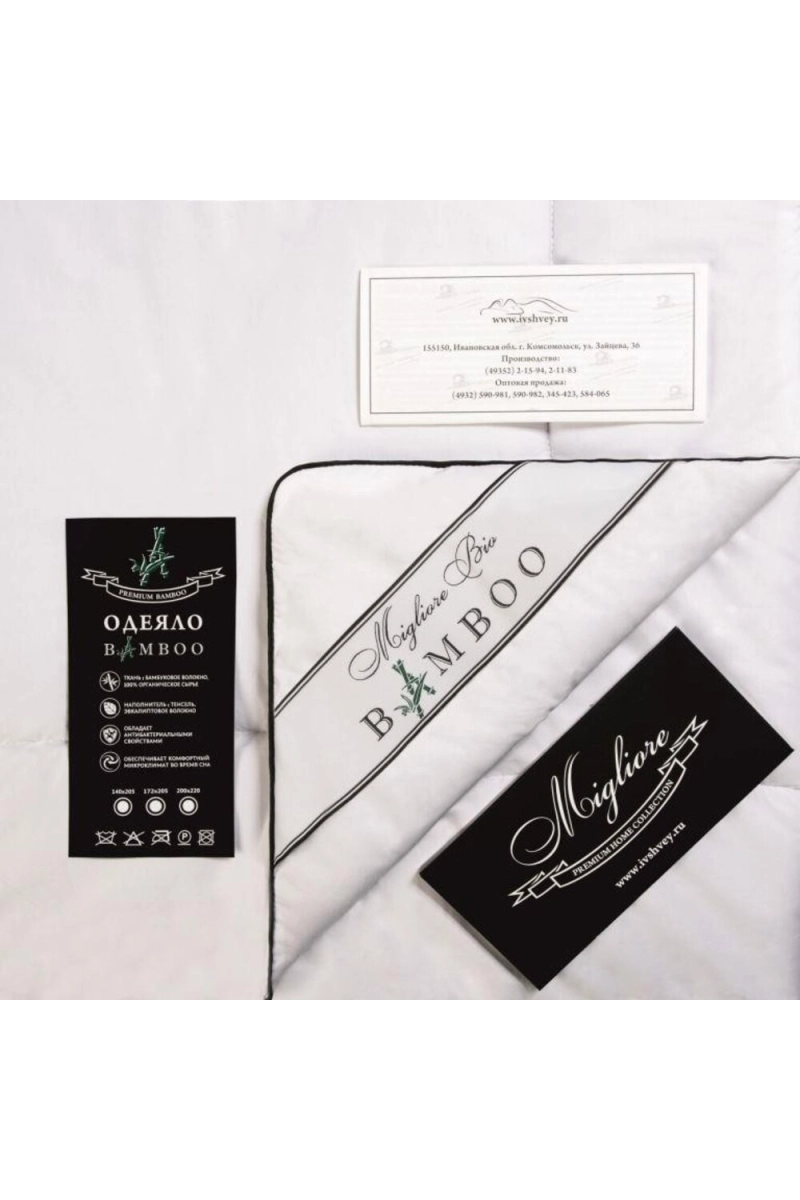 www.ivshvey.ru
155150, Ивановская обл. г. Комсомольск, ул. Зайцева, 36
Производство:
(49352) 2-15-94, 2-11-83
Оптовая продажа:
(4932) 590-981, 590-982, 345-423, 584-065
Migliore Bio
BAMBOO
PREMIUM BAMBOO
ОДЕЯЛО
BAMBOO
ТКАНЬ : БАМБУКОВОЕ ВОЛОКНО,
100% ОРГАНИЧЕСКОЕ СЫРЬЕ
НАПОЛНИТЕЛЬ : ТЕНСЕЛЬ,
ЭВКАЛИПТОВОЕ ВОЛОКНО
ОБЛАДАЕТ
АНТИБАКТЕРИАЛЬНЫМИ
СВОЙСТВАМИ
ОБЕСПЕЧИВАЕТ КОМФОРТНЫЙ
МИКРОКЛИМАТ ВО ВРЕМЯ СНА
140x205 172x205 200x220
P
Migliore
PREMIUM HOME COLLECTION
www.ivshvey.ru